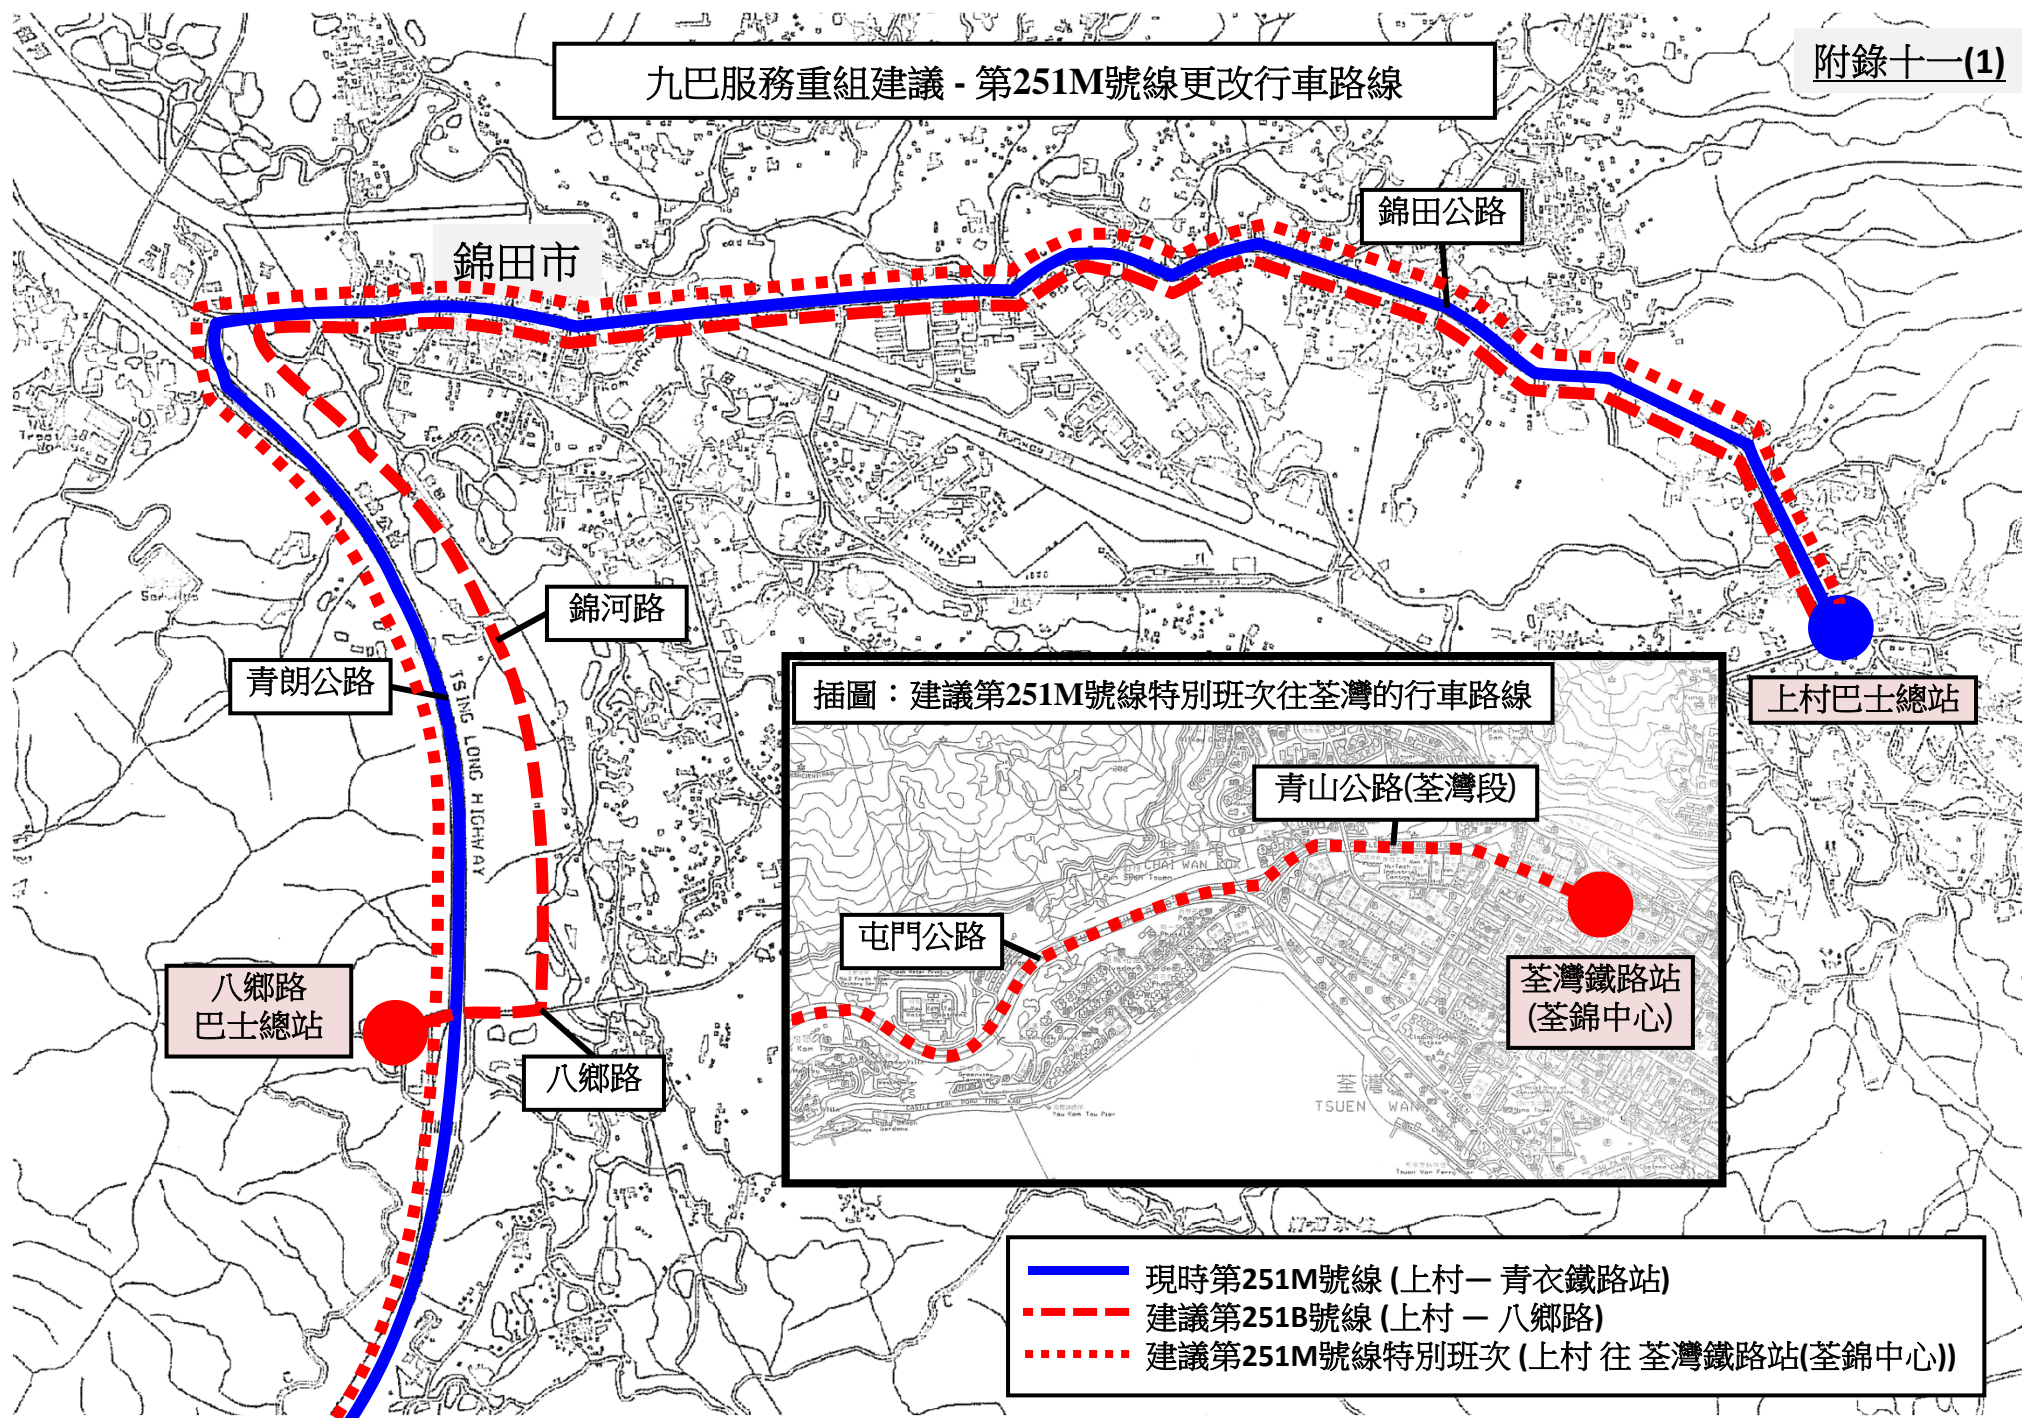 附錄十一(1)
九巴服務重組建議 - 第251M號線更改行車路線
錦田公路
錦田市
錦河路
青朗公路
TSING LONG HIGHWAY
上村巴士總站
插圖：建議第251M號線特別班次往荃灣的行車路線
青山公路(荃灣段)
CHAI WAN KOK
屯門公路
荃灣鐵路站
(荃錦中心)
八鄉路
巴士總站
八鄉路
荃灣
TSUEN WAN
現時第251M號線 (上村— 青衣鐵路站)
建議第251B號線 (上村 — 八鄉路)
建議第251M號線特別班次 (上村 往 荃灣鐵路站(荃錦中心))